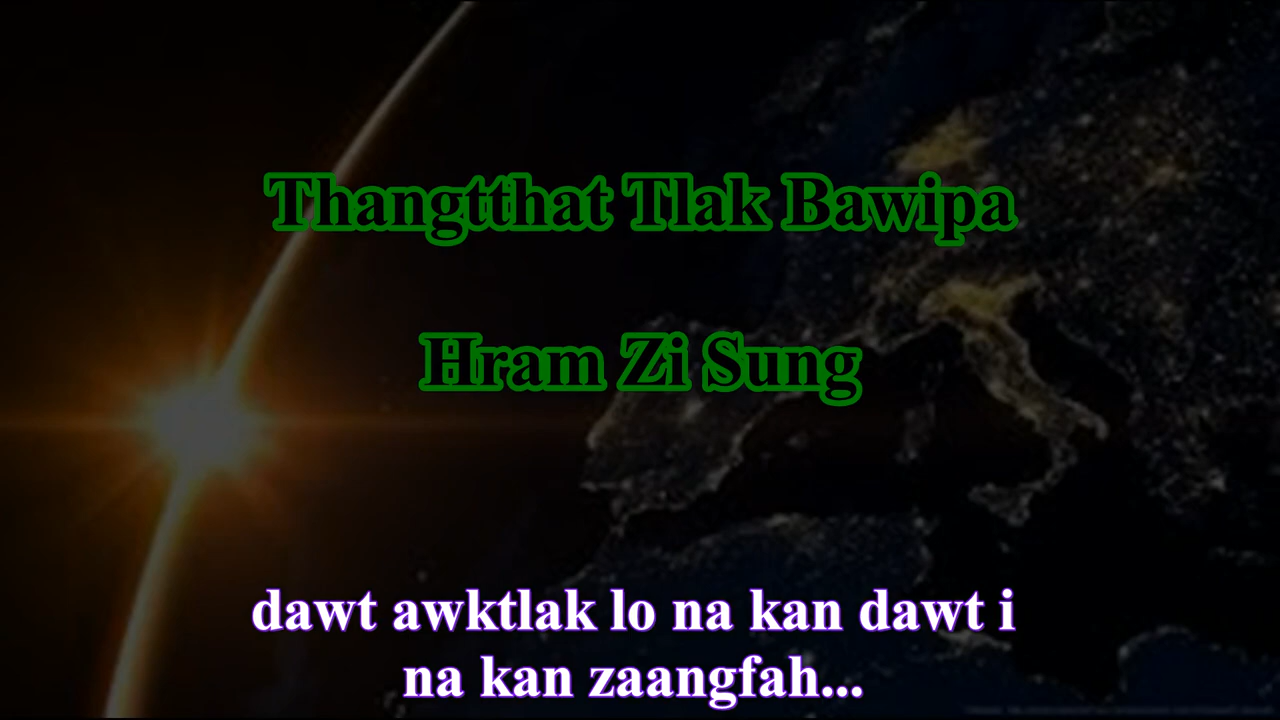 Thangtthat Tlak Bawipa
Hram Zi Sung
dawt awktlak lo na kan dawt i
na kan zaangfah...